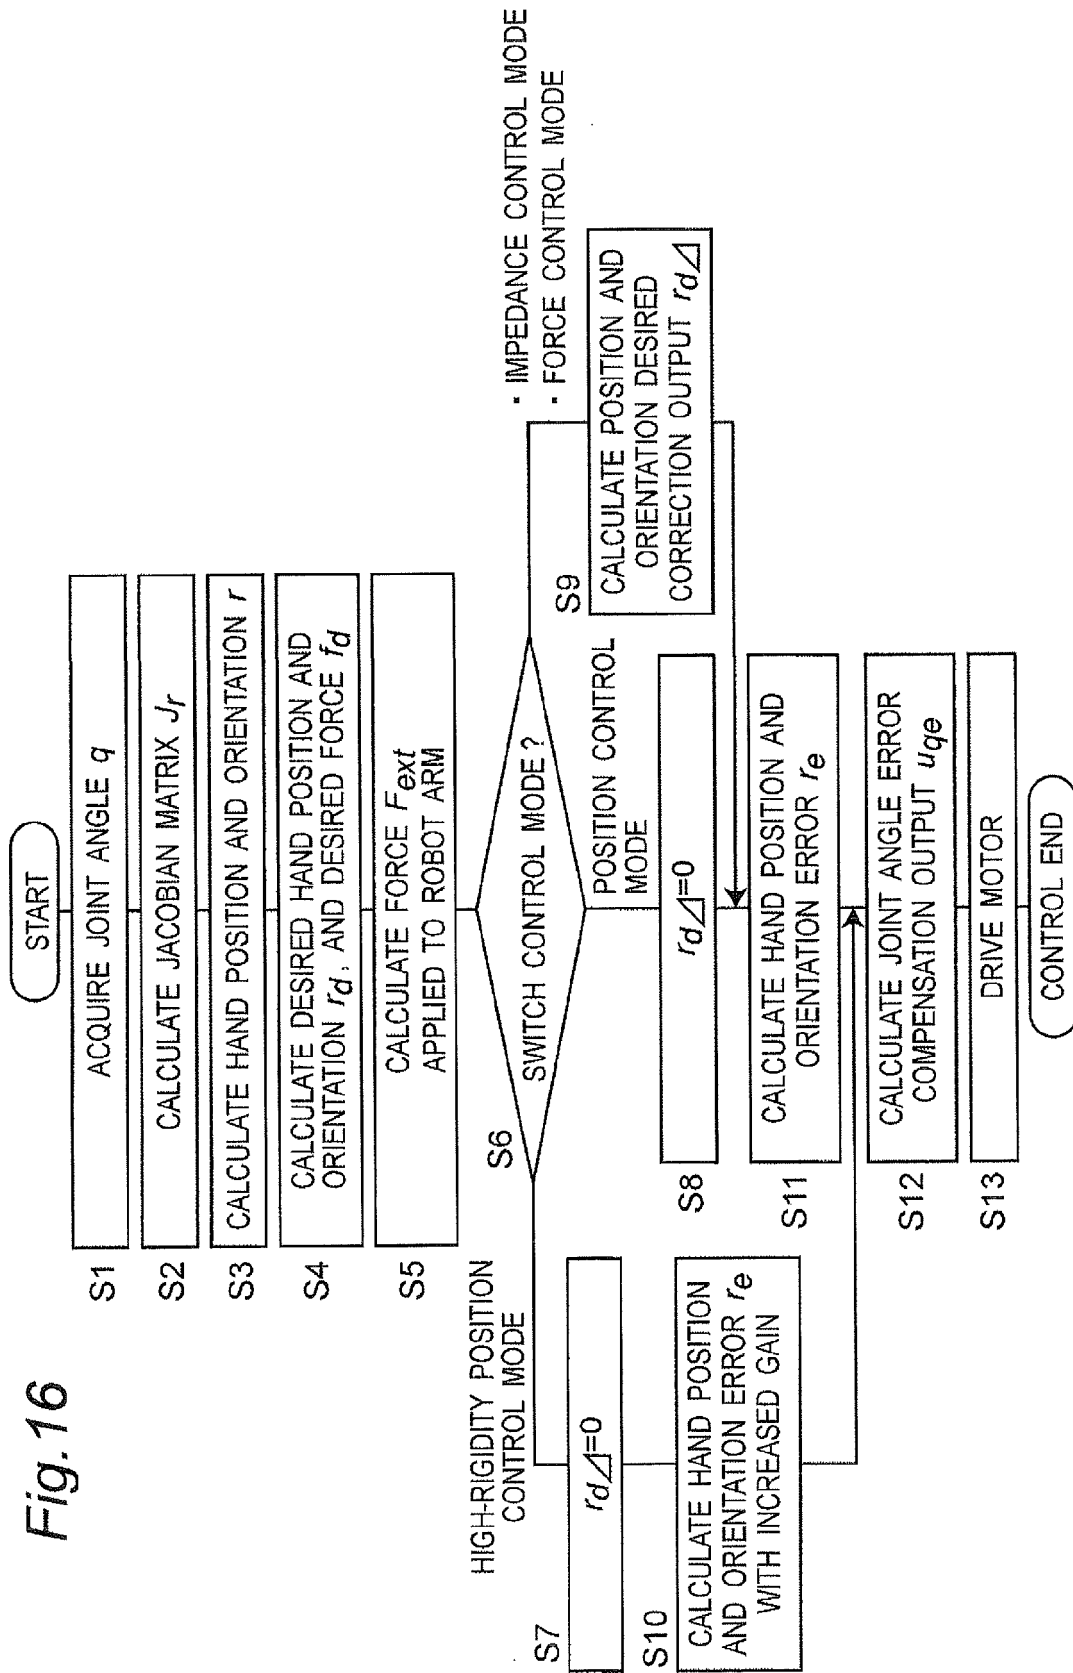 Fig.16
START
S1
ACQUIRE JOINT ANGLE q
S2
CALCULATE JACOBIAN MATRIX Jr
S3
CALCULATE HAND POSITION AND ORIENTATION r
S4
CALCULATE DESIRED HAND POSITION AND
ORIENTATION rd, AND DESIRED FORCE fd
S5
CALCULATE FORCE Fext
APPLIED TO ROBOT ARM
S6
SWITCH CONTROL MODE?
HIGH-RIGIDITY POSITION
CONTROL MODE
POSITION CONTROL
MODE
· IMPEDANCE CONTROL MODE
· FORCE CONTROL MODE
S7
rd⊿=0
S8
rd⊿=0
S9
CALCULATE POSITION AND
ORIENTATION DESIRED
CORRECTION OUTPUT rd⊿
S10
CALCULATE HAND POSITION
AND ORIENTATION ERROR re
WITH INCREASED GAIN
S11
CALCULATE HAND POSITION AND
ORIENTATION ERROR re
S12
CALCULATE JOINT ANGLE ERROR
COMPENSATION OUTPUT uqe
S13
DRIVE MOTOR
CONTROL END